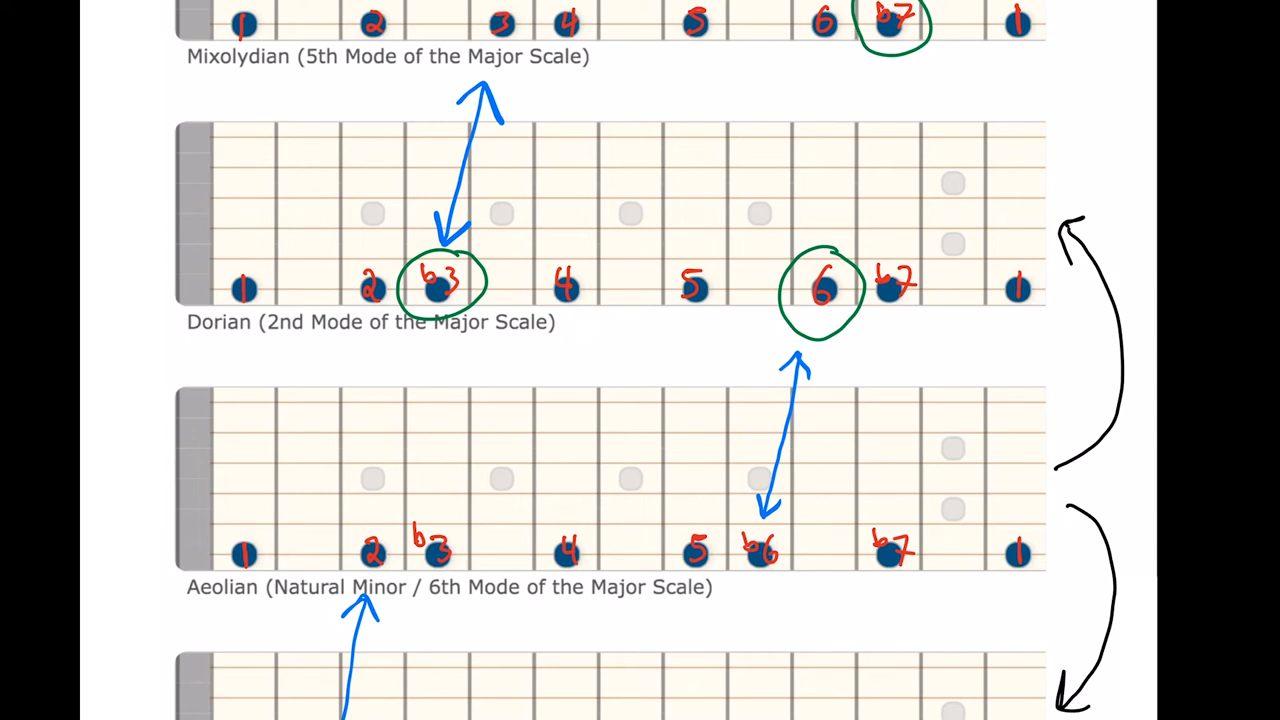 1 2 3 4 5 6 b7 1
Mixolydian (5th Mode of the Major Scale)
1 2 b3 4 5 6 b7 1
Dorian (2nd Mode of the Major Scale)
1 2 b3 4 5 b6 b7 1
Aeolian (Natural Minor / 6th Mode of the Major Scale)